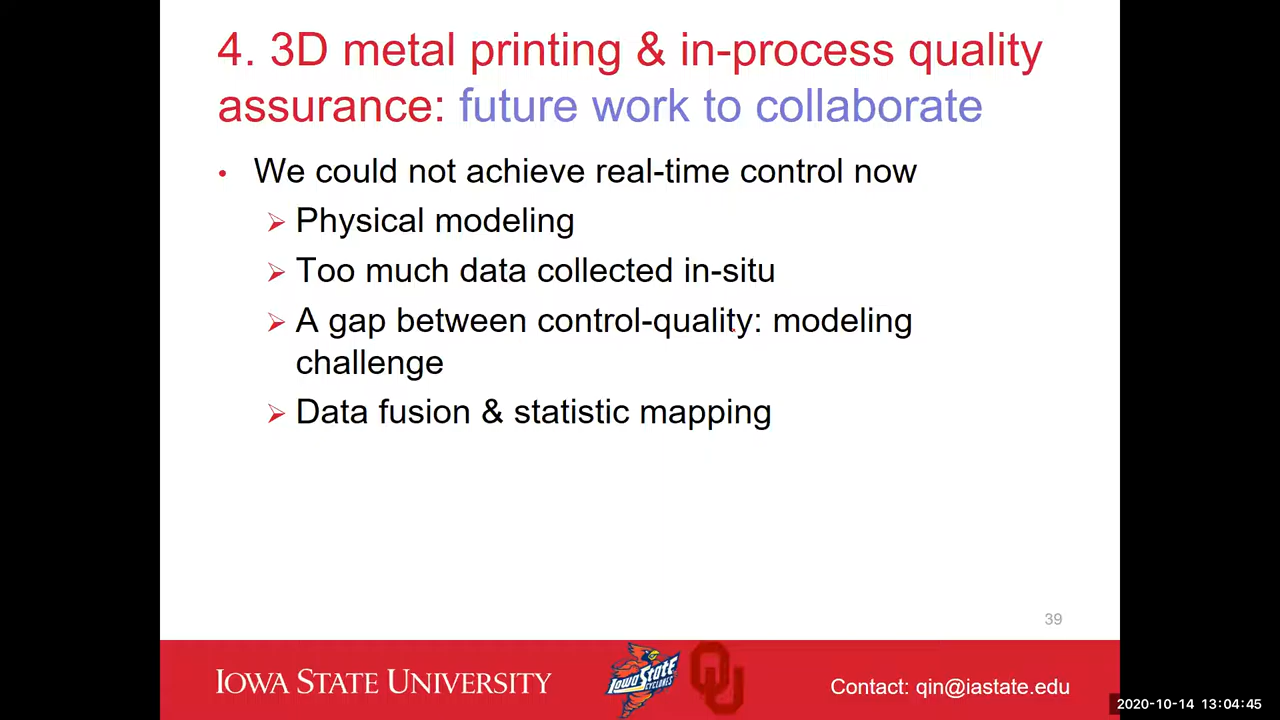 4. 3D metal printing & in-process quality
assurance: future work to collaborate
• We could not achieve real-time control now
➢ Physical modeling
➢ Too much data collected in-situ
➢ A gap between control-quality: modeling
challenge
➢ Data fusion & statistic mapping
39
IOWA STATE UNIVERSITY
IOWA STATE
CYCLONES
OU
Contact: qin@iastate.edu
2020-10-14 13:04:45